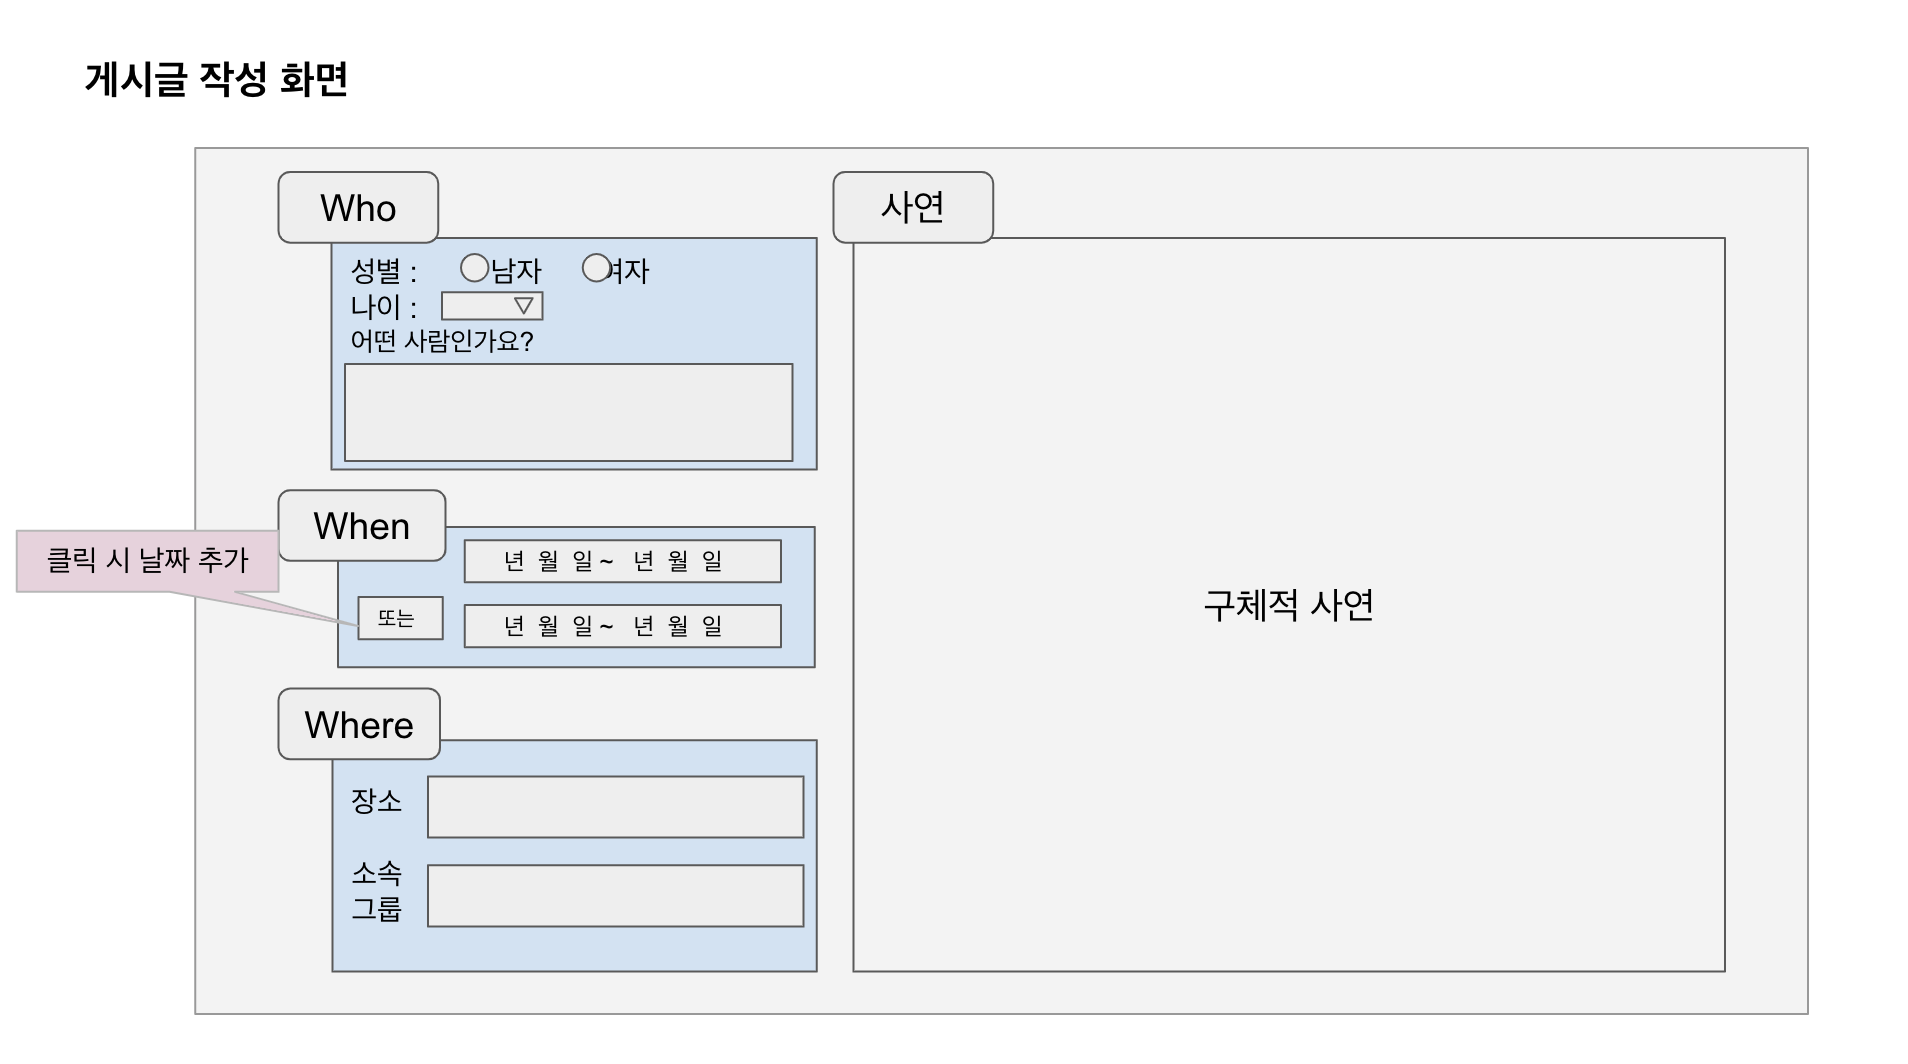 게시글 작성 화면
Who
성별 : 남자 여자
나이 :
어떤 사람인가요?
When
클릭 시 날짜 추가
년 월 일 ~ 년 월 일
또는
년 월 일 ~ 년 월 일
Where
장소
소속
그룹
사연
구체적 사연